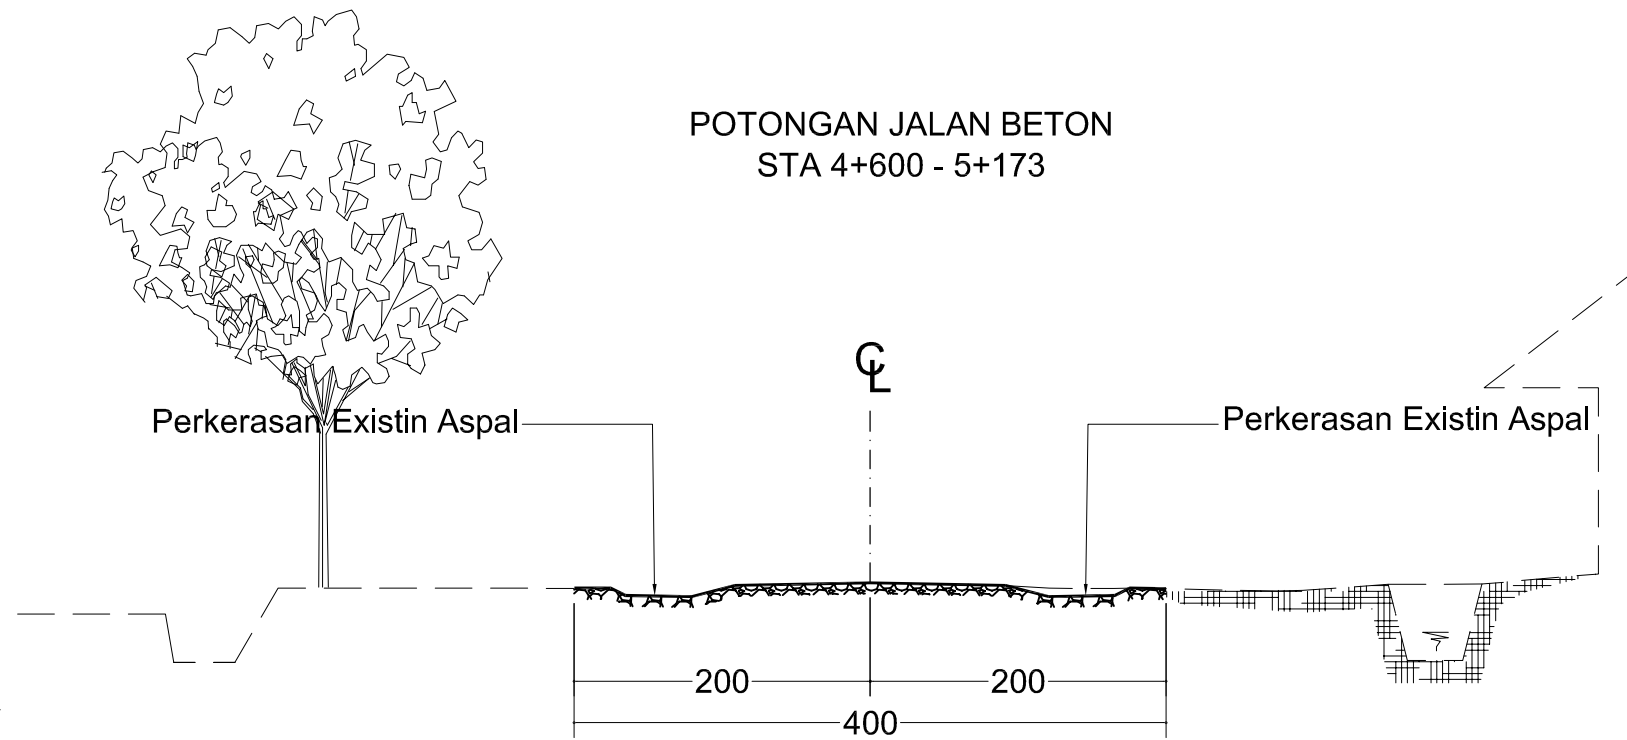 POTONGAN JALAN BETON
STA 4+600 - 5+173
CL
Perkerasan Existin Aspal
Perkerasan Existin Aspal
200
200
400